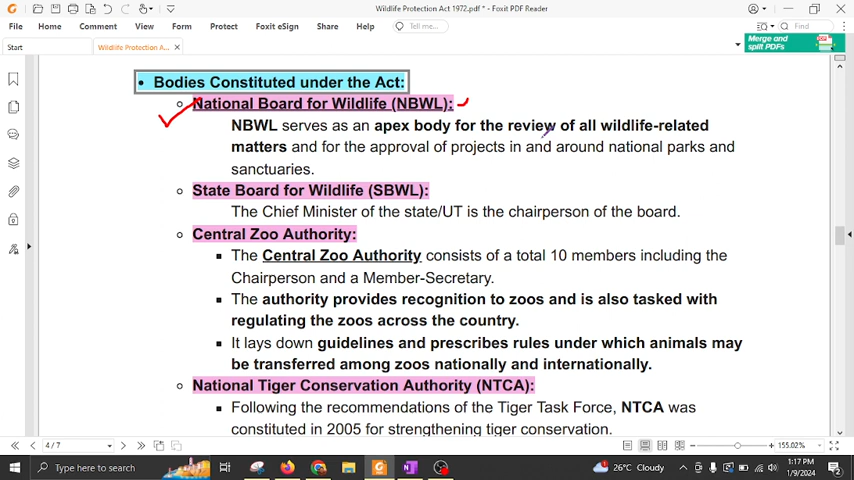 Wildlife Protection Act 1972.pdf * - Foxit PDF Reader
File Home Comment View Form Protect Foxit eSign Share Help Tell me... Find
Start Wildlife Protection A...
Merge and split PDFs
• Bodies Constituted under the Act:
National Board for Wildlife (NBWL):
NBWL serves as an apex body for the review of all wildlife-related
matters and for the approval of projects in and around national parks and
sanctuaries.
State Board for Wildlife (SBWL):
The Chief Minister of the state/UT is the chairperson of the board.
Central Zoo Authority:
The Central Zoo Authority consists of a total 10 members including the
Chairperson and a Member-Secretary.
The authority provides recognition to zoos and is also tasked with
regulating the zoos across the country.
It lays down guidelines and prescribes rules under which animals may
be transferred among zoos nationally and internationally.
National Tiger Conservation Authority (NTCA):
Following the recommendations of the Tiger Task Force, NTCA was
constituted in 2005 for strengthening tiger conservation.
4 / 7 155.02%
Type here to search 26°C Cloudy 1:17 PM
1/9/2024